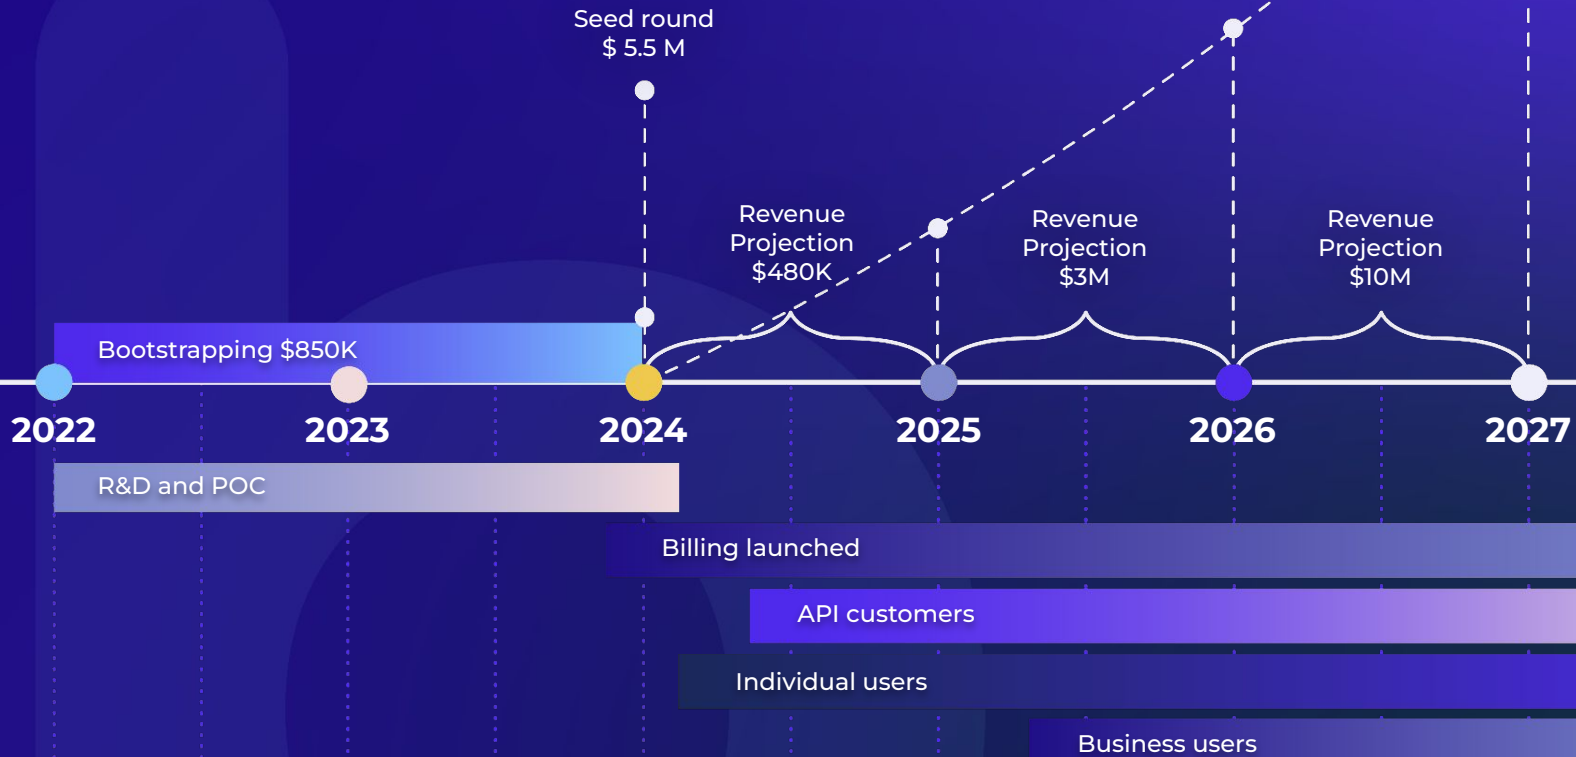 Seed round
$ 5.5 M
Revenue
Projection
$480K
Revenue
Projection
$3M
Revenue
Projection
$10M
Bootstrapping $850K
2022
2023
2024
2025
2026
2027
R&D and POC
Billing launched
API customers
Individual users
Business users